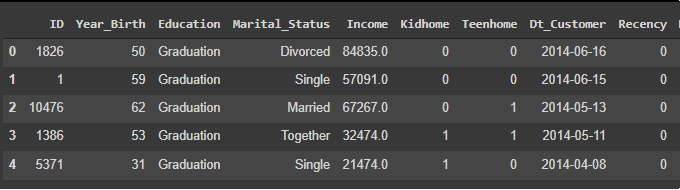 ID Year_Birth Education Marital_Status Income Kidhome Teenhome Dt_Customer Recency
0 1826 50 Graduation Divorced 84835.0 0 0 2014-06-16 0
1 1 59 Graduation Single 57091.0 0 0 2014-06-15 0
2 10476 62 Graduation Married 67267.0 0 1 2014-05-13 0
3 1386 53 Graduation Together 32474.0 1 1 2014-05-11 0
4 5371 31 Graduation Single 21474.0 1 0 2014-04-08 0